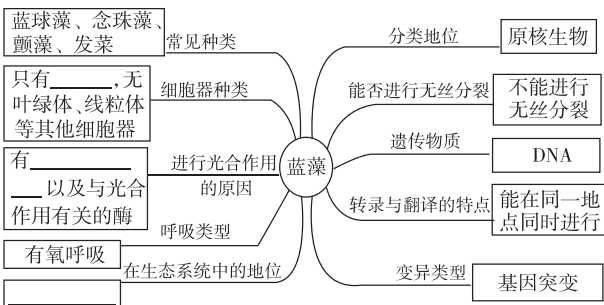 蓝球藻、念珠藻、
颤藻、发菜
常见种类
只有______,无
叶绿体、线粒体
等其他细胞器
细胞器种类
有__________
___以及与光合
作用有关的酶
进行光合作用
的原因
有氧呼吸
呼吸类型
在生态系统中的地位
蓝藻
分类地位
原核生物
能否进行无丝分裂
不能进行
无丝分裂
遗传物质
DNA
转录与翻译的特点
能在同一地
点同时进行
变异类型
基因突变